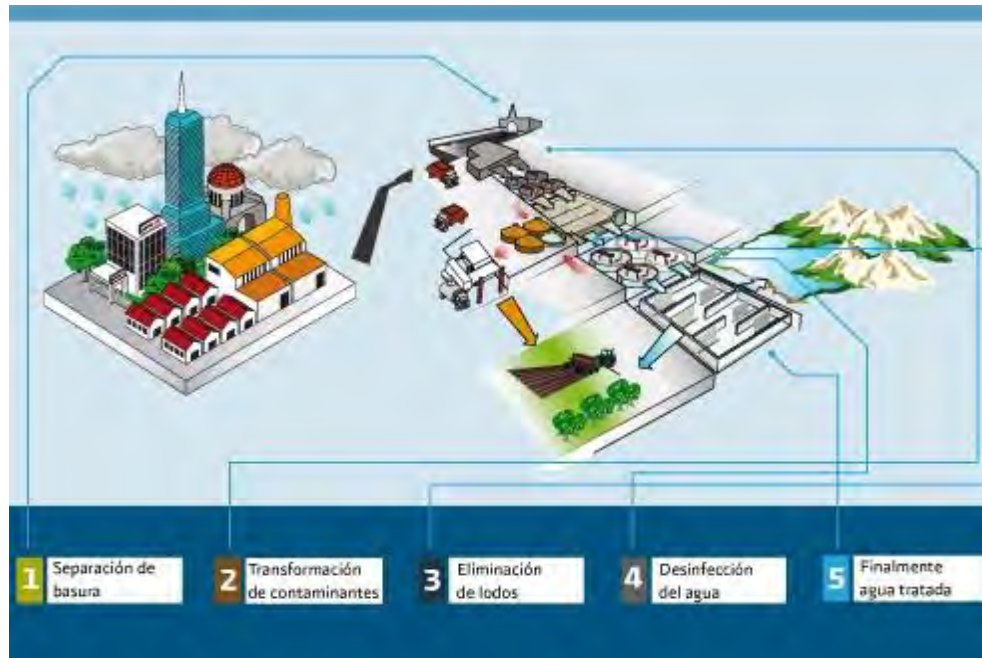 1
Separación de
basura
2
Transformación
de contaminantes
3
Eliminación
de lodos
4
Desinfección
del agua
5
Finalmente
agua tratada